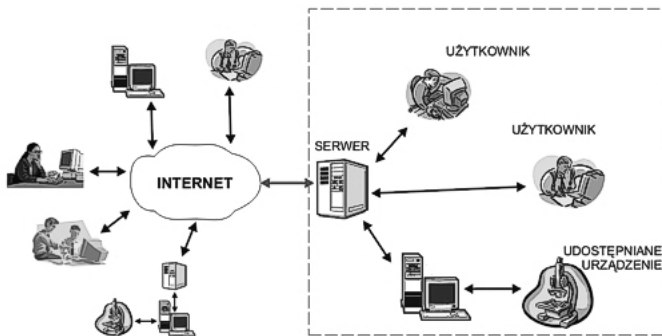 UŻYTKOWNIK
UŻYTKOWNIK
SERWER
INTERNET
UDOSTĘPNIANE
URZĄDZENIE